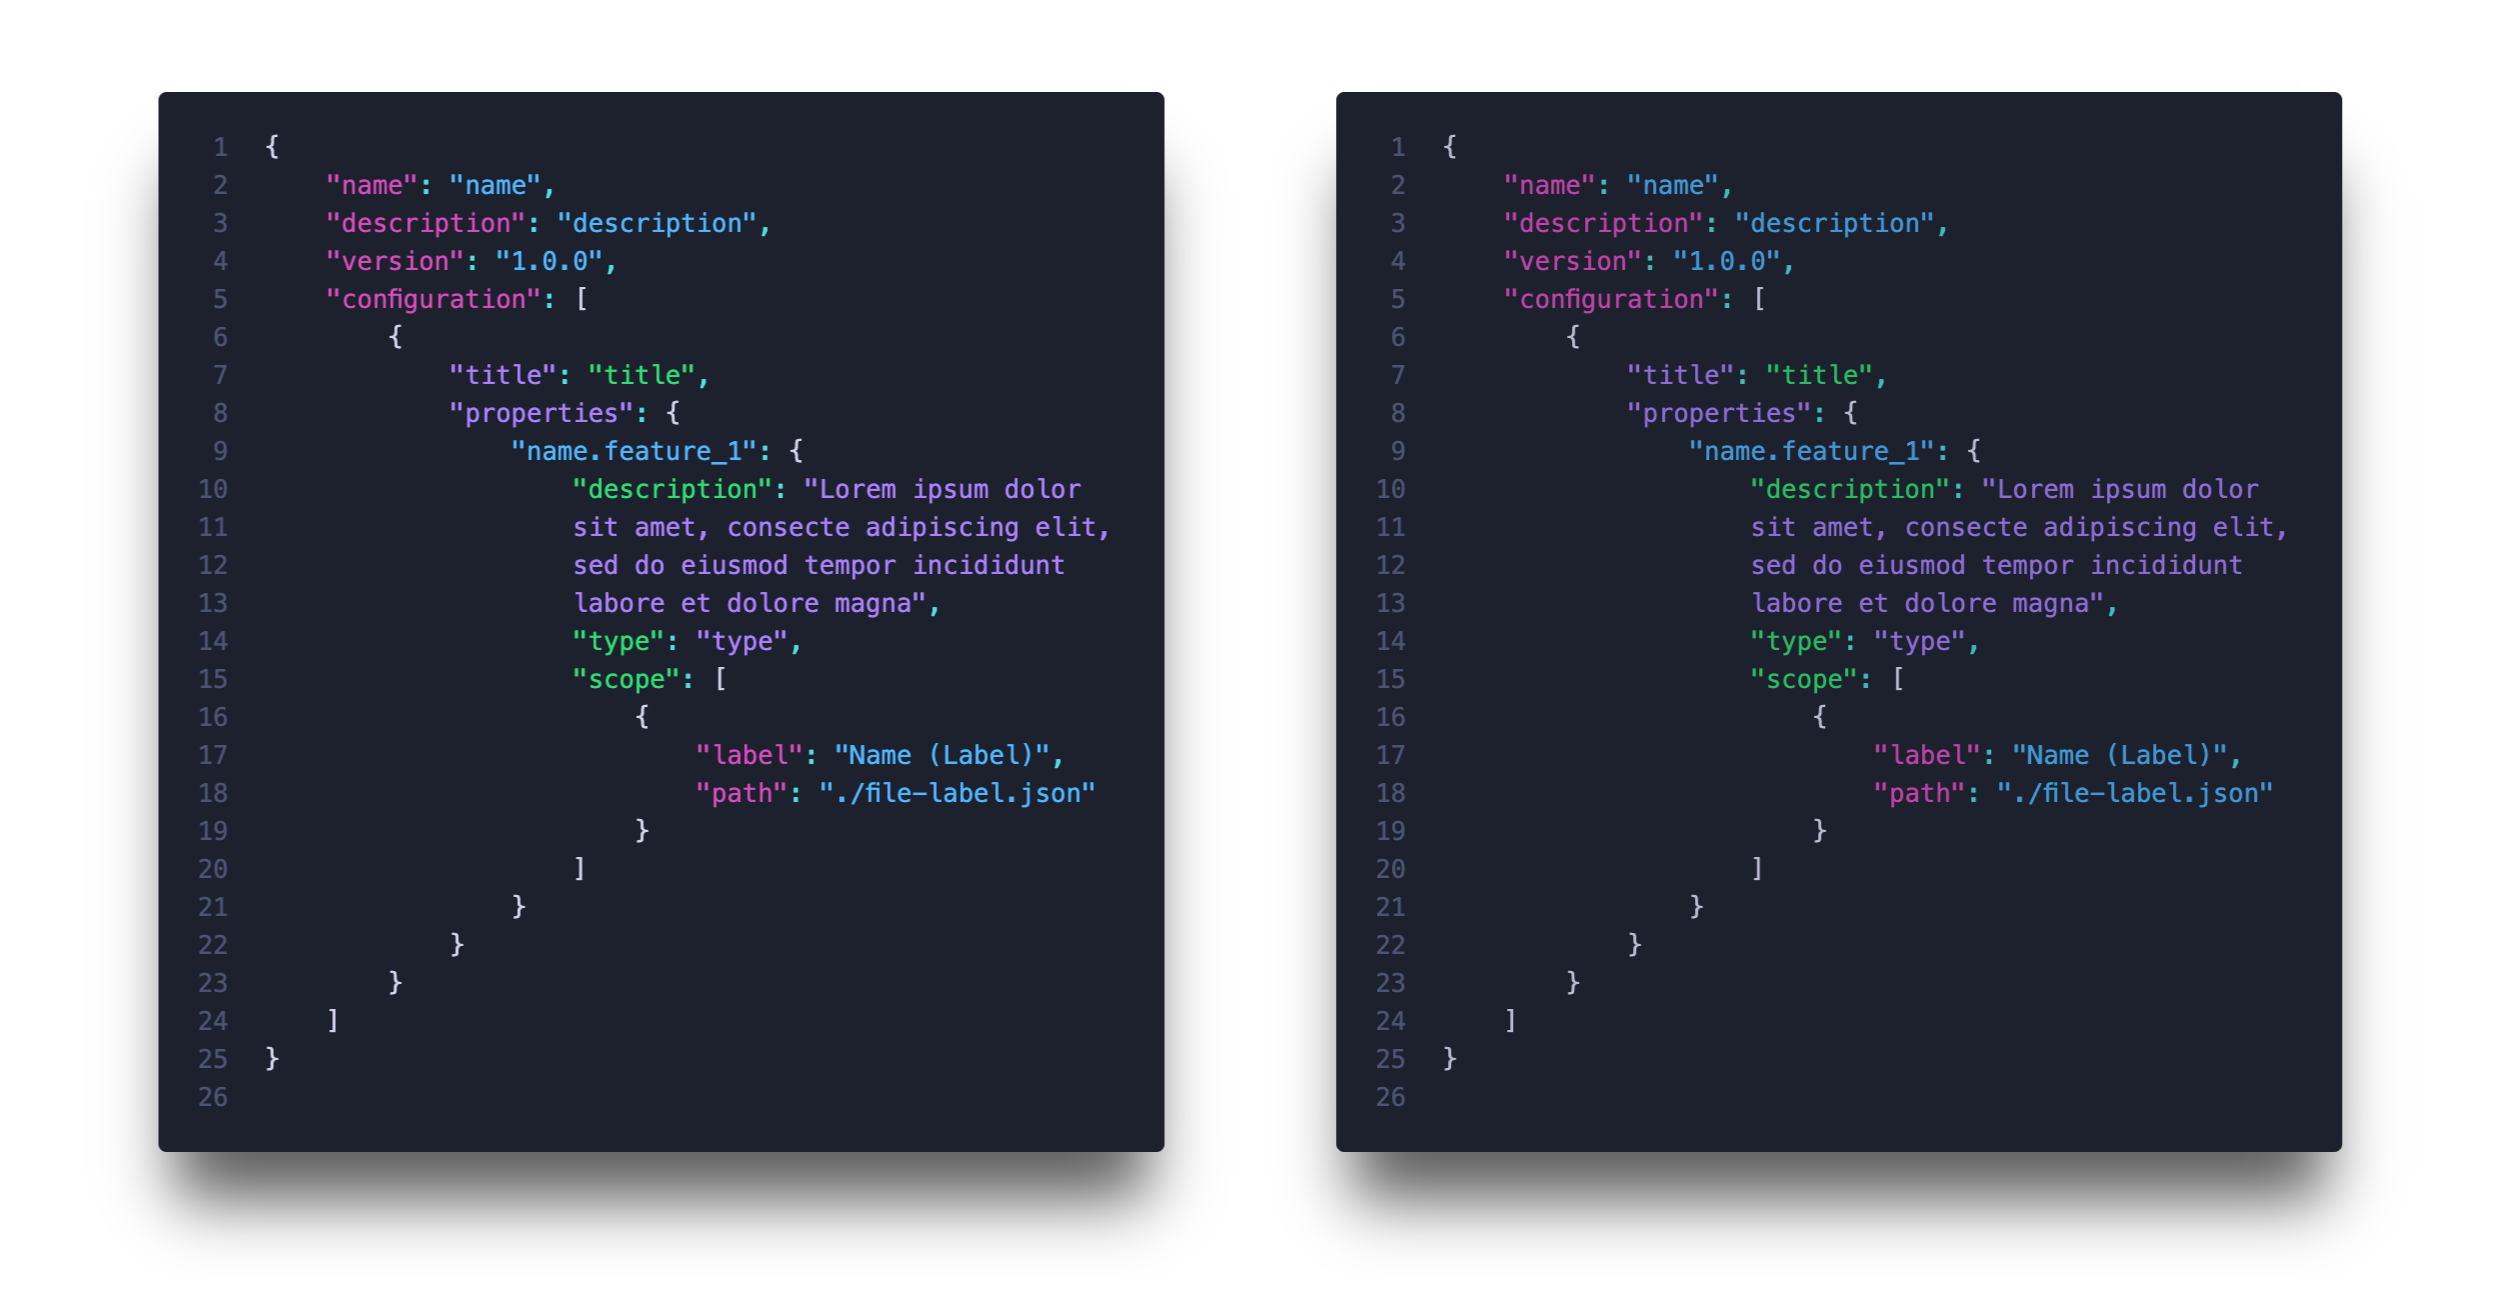 1 {
2     "name": "name",
3     "description": "description",
4     "version": "1.0.0",
5     "configuration": [
6         {
7             "title": "title",
8             "properties": {
9                 "name.feature_1": {
10                     "description": "Lorem ipsum dolor
11                     sit amet, consecte adipiscing elit,
12                     sed do eiusmod tempor incididunt
13                     labore et dolore magna",
14                     "type": "type",
15                     "scope": [
16                         {
17                             "label": "Name (Label)",
18                             "path": "./file-label.json"
19                         }
20                     ]
21                 }
22             }
23         }
24     ]
25 }
26
1 {
2     "name": "name",
3     "description": "description",
4     "version": "1.0.0",
5     "configuration": [
6         {
7             "title": "title",
8             "properties": {
9                 "name.feature_1": {
10                     "description": "Lorem ipsum dolor
11                     sit amet, consecte adipiscing elit,
12                     sed do eiusmod tempor incididunt
13                     labore et dolore magna",
14                     "type": "type",
15                     "scope": [
16                         {
17                             "label": "Name (Label)",
18                             "path": "./file-label.json"
19                         }
20                     ]
21                 }
22             }
23         }
24     ]
25 }
26